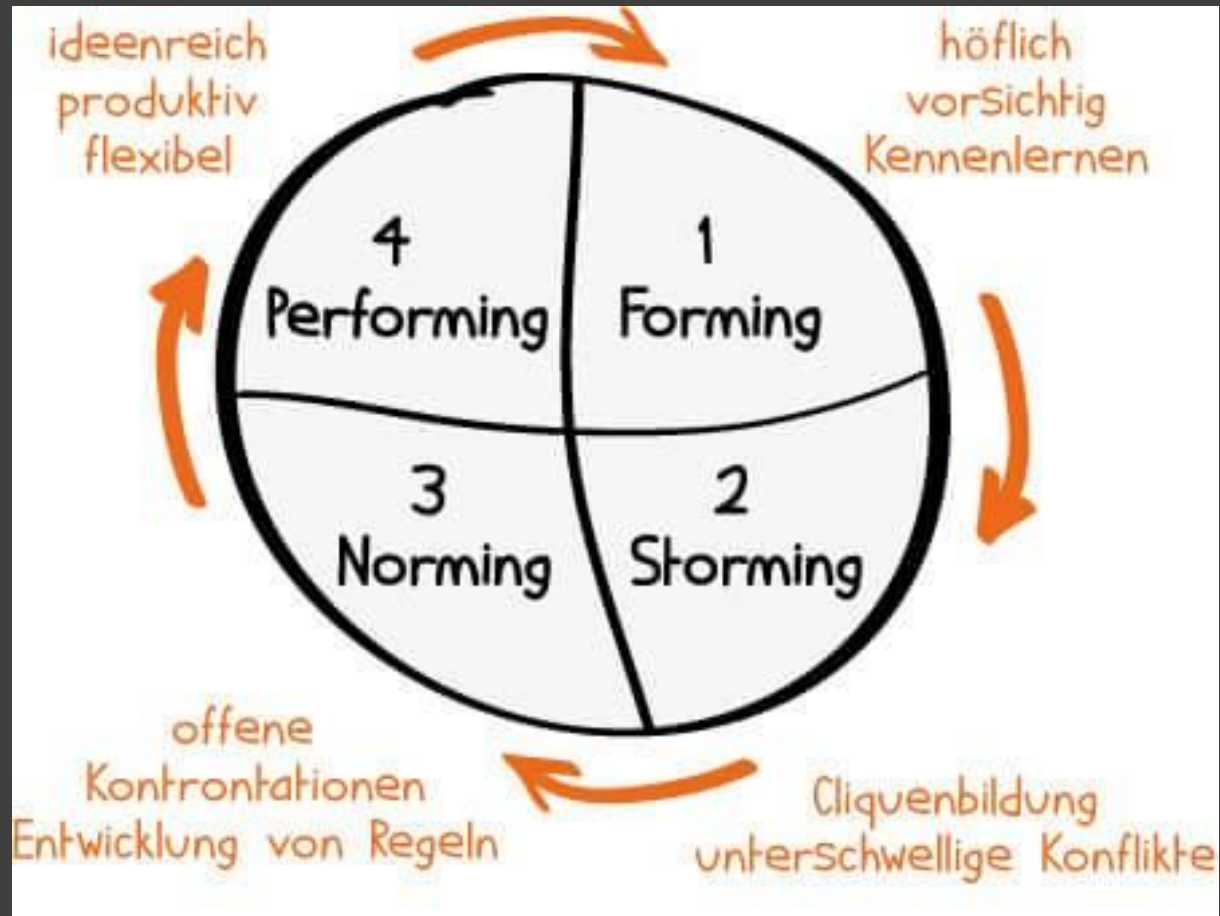 ideenreich
produktiv
flexibel
höflich
vorsichtig
Kennenlernen
4
Performing
1
Forming
3
Norming
2
Storming
offene
Kontrontationen
Entwicklung von Regeln
Cliquenbildung
unterschwellige Konflikte